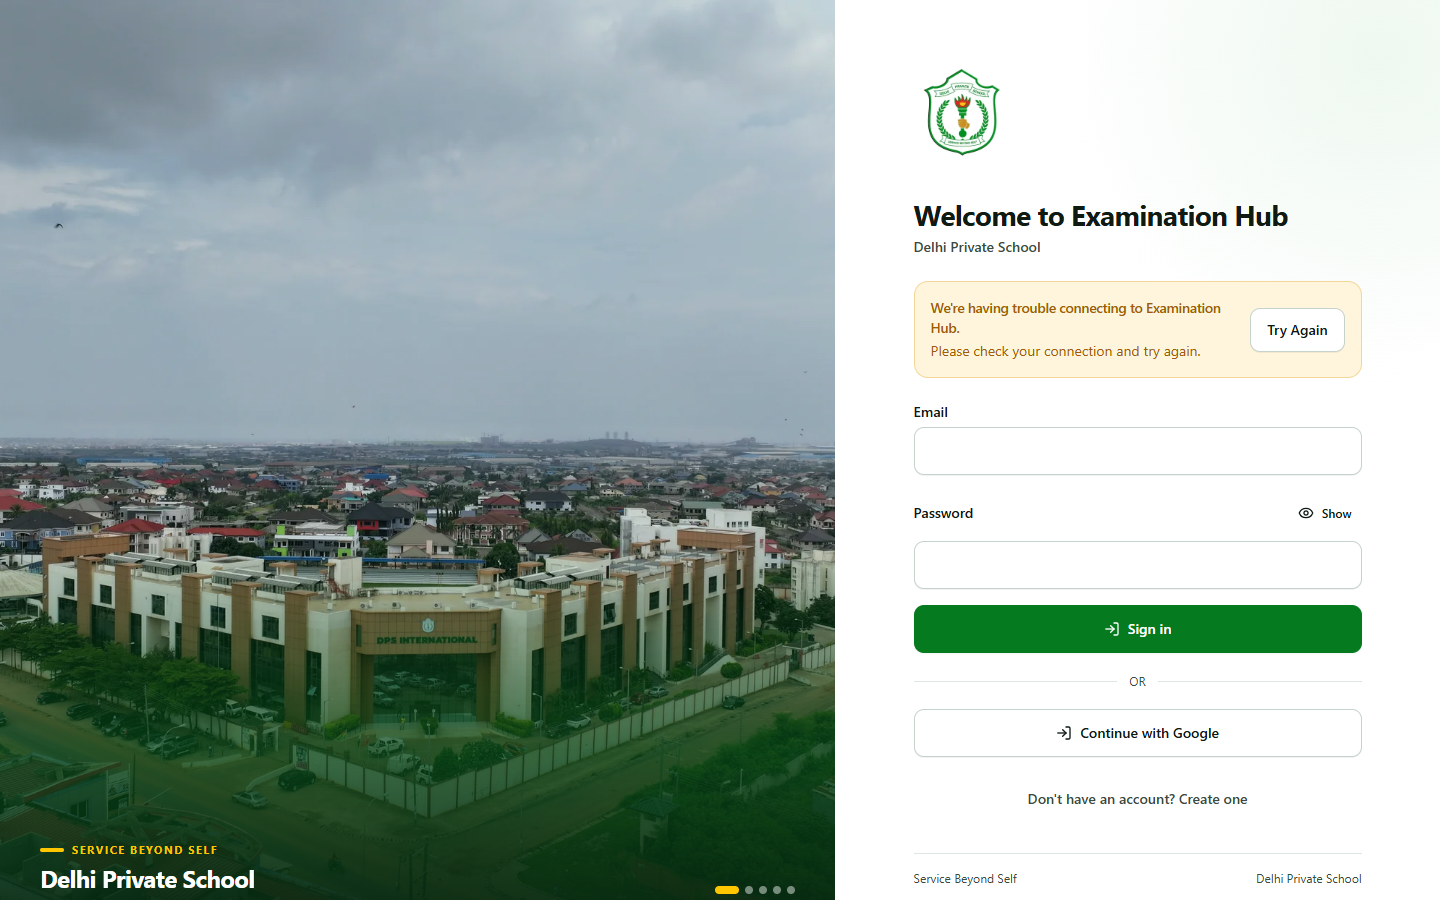 DPS INTERNATIONAL
SERVICE BEYOND SELF
Delhi Private School
Welcome to Examination Hub
Delhi Private School
We're having trouble connecting to Examination
Hub.
Please check your connection and try again.
Try Again
Email
Password
Show
Sign in
OR
Continue with Google
Don't have an account? Create one
Service Beyond Self
Delhi Private School